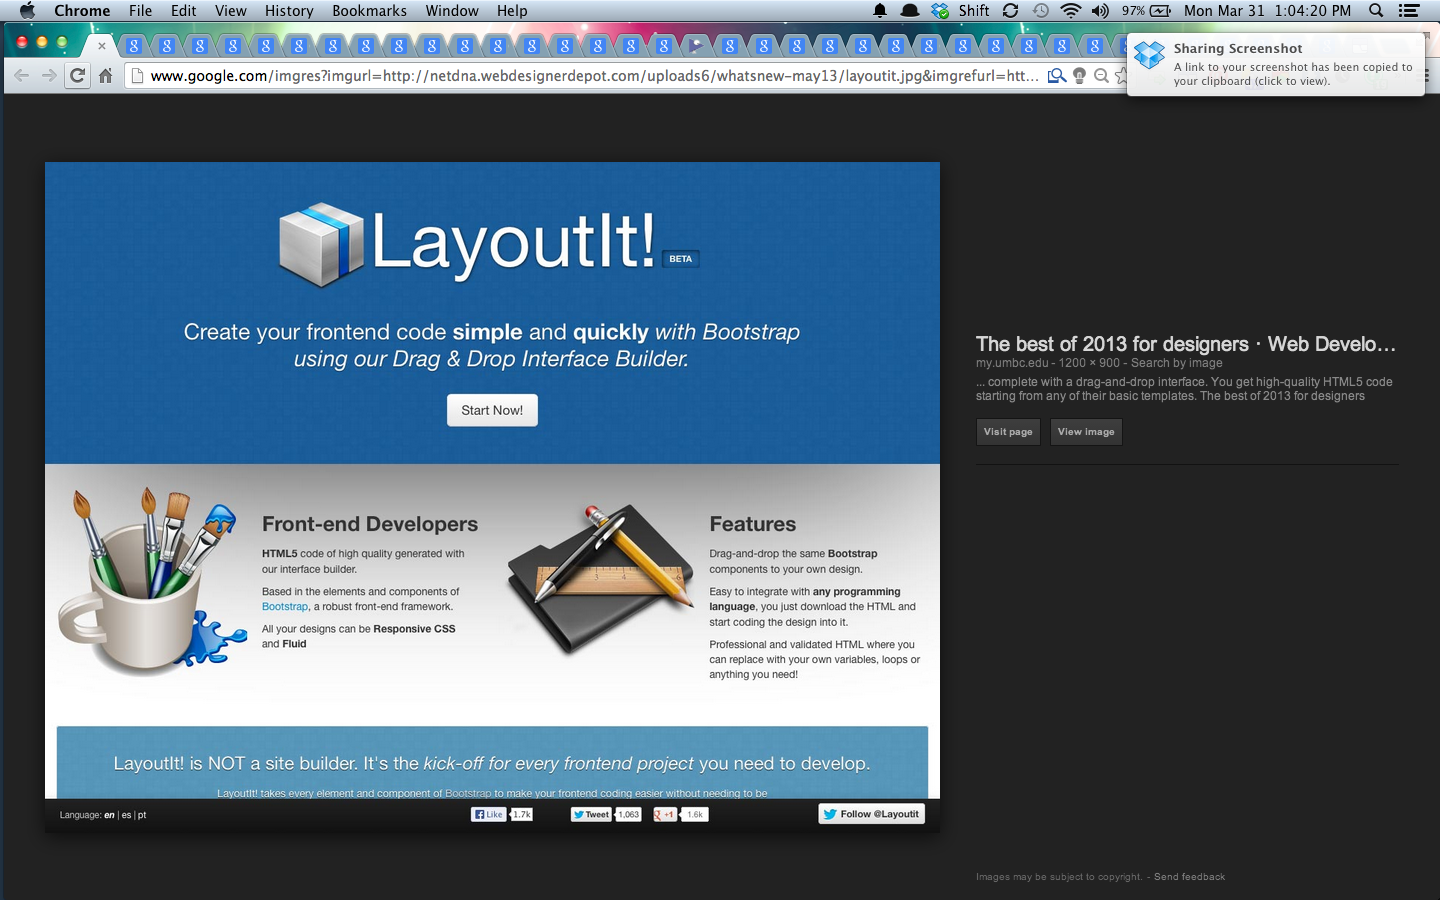 Chrome File Edit View History Bookmarks Window Help Shift 97% Mon Mar 31 1:04:20 PM
Sharing Screenshot
A link to your screenshot has been copied to
your clipboard (click to view).
www.google.com/imgres?imgurl=http://netdna.webdesignerdepot.com/uploads6/whatsnew-may13/layoutit.jpg&imgrefurl=htt...
LayoutIt! BETA
Create your frontend code simple and quickly with Bootstrap
using our Drag & Drop Interface Builder.
Start Now!
Front-end Developers
HTML5 code of high quality generated with
our interface builder.
Based in the elements and components of
Bootstrap, a robust front-end framework.
All your designs can be Responsive CSS
and Fluid
Features
Drag-and-drop the same Bootstrap
components to your own design.
Easy to integrate with any programming
language, you just download the HTML and
start coding the design into it.
Professional and validated HTML where you
can replace with your own variables, loops or
anything you need!
LayoutIt! is NOT a site builder. It's the kick-off for every frontend project you need to develop.
LayoutIt! takes every element and component of Bootstrap to make your frontend coding easier without needing to be
Language: en | es | pt
Like 1.7k Tweet 1,063 +1 1.6k Follow @Layoutit
The best of 2013 for designers · Web Develo...
my.umbc.edu - 1200 × 900 - Search by image
... complete with a drag-and-drop interface. You get high-quality HTML5 code
starting from any of their basic templates. The best of 2013 for designers
Visit page View image
Images may be subject to copyright. - Send feedback